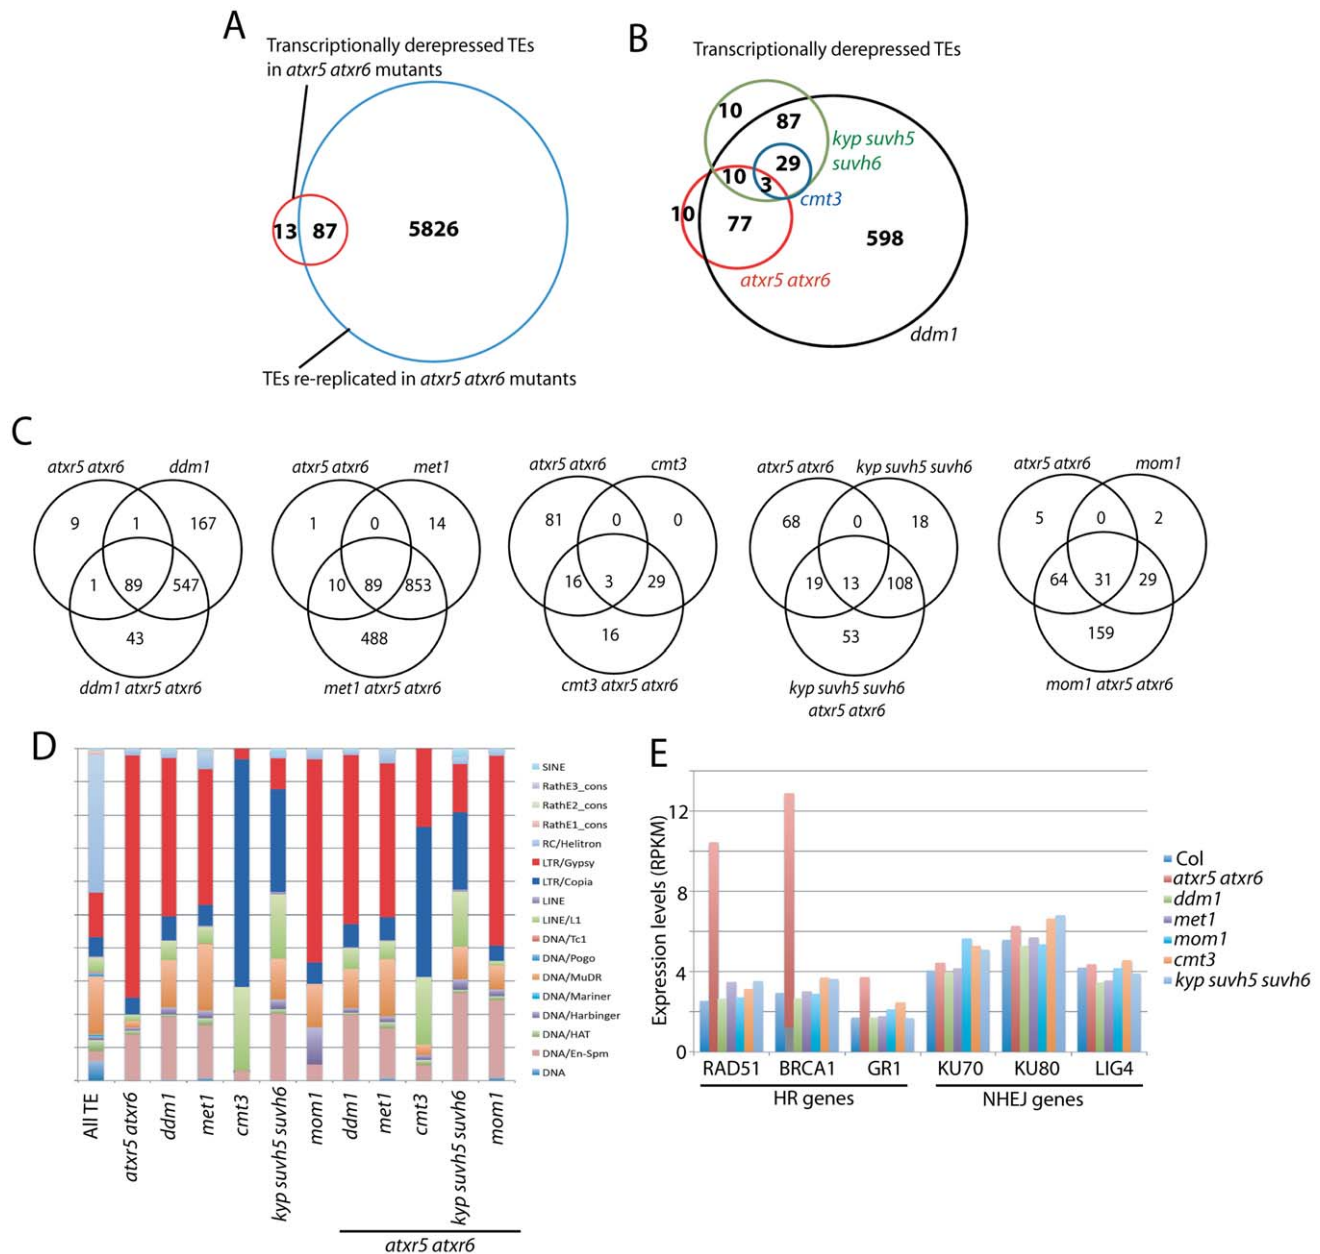 A
Transcriptionally derepressed TEs
in atxr5 atxr6 mutants
13 87 5826
TEs re-replicated in atxr5 atxr6 mutants
B
Transcriptionally derepressed TEs
10
87
kyp suvh5
suvh6
29
10
3
cmt3
10
77
598
atxr5 atxr6
ddm1
C
atxr5 atxr6 ddm1
9 1 167
1 89 547
43
ddm1 atxr5 atxr6
atxr5 atxr6 met1
1 0 14
10 89 853
488
met1 atxr5 atxr6
atxr5 atxr6 cmt3
81 0 0
16 3 29
16
cmt3 atxr5 atxr6
atxr5 atxr6 kyp suvh5 suvh6
68 0 18
19 13 108
53
kyp suvh5 suvh6
atxr5 atxr6
atxr5 atxr6 mom1
5 0 2
64 31 29
159
mom1 atxr5 atxr6
D
SINE
RathE3_cons
RathE2_cons
RathE1_cons
RC/Helitron
LTR/Gypsy
LTR/Copia
LINE
LINE/L1
DNA/Tc1
DNA/Pogo
DNA/MuDR
DNA/Mariner
DNA/Harbinger
DNA/HAT
DNA/En-Spm
DNA
All TE
atxr5 atxr6
ddm1
met1
cmt3
kyp suvh5 suvh6
mom1
ddm1
met1
cmt3
kyp suvh5 suvh6
mom1
atxr5 atxr6
E
Expression levels (RPKM)
12
8
4
0
RAD51 BRCA1 GR1 KU70 KU80 LIG4
HR genes NHEJ genes
Col
atxr5 atxr6
ddm1
met1
mom1
cmt3
kyp suvh5 suvh6